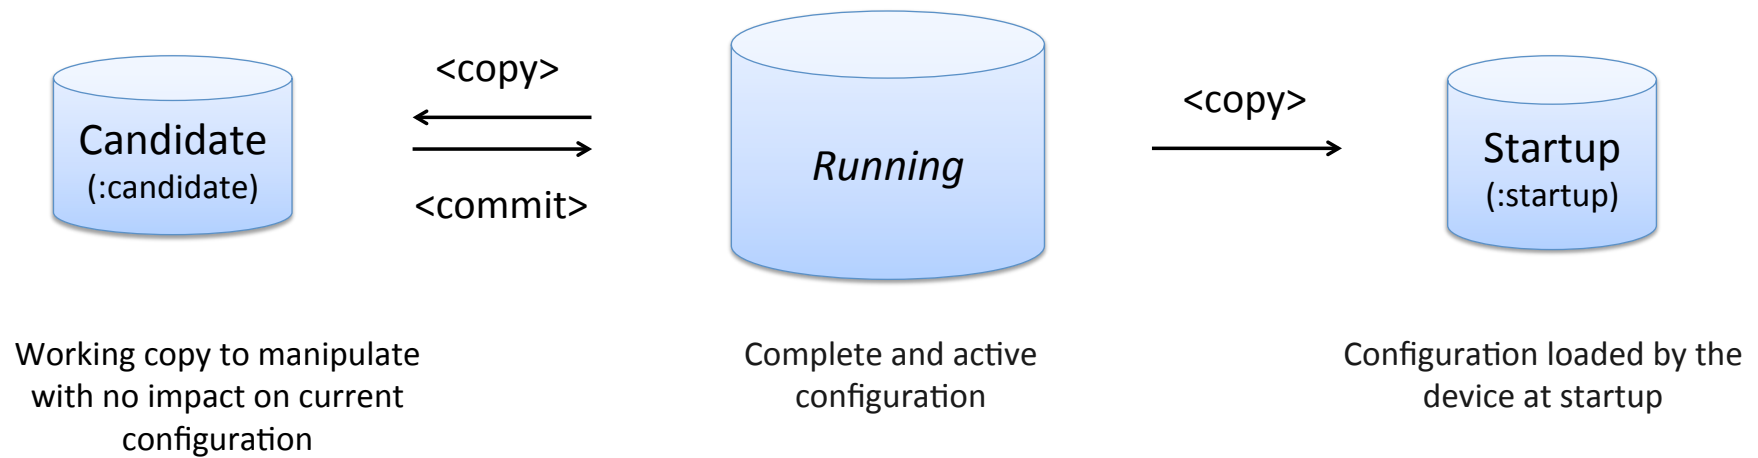 Candidate
(:candidate)
<copy>
<commit>
Running
<copy>
Startup
(:startup)
Working copy to manipulate
with no impact on current
configuration
Complete and active
configuration
Configuration loaded by the
device at startup